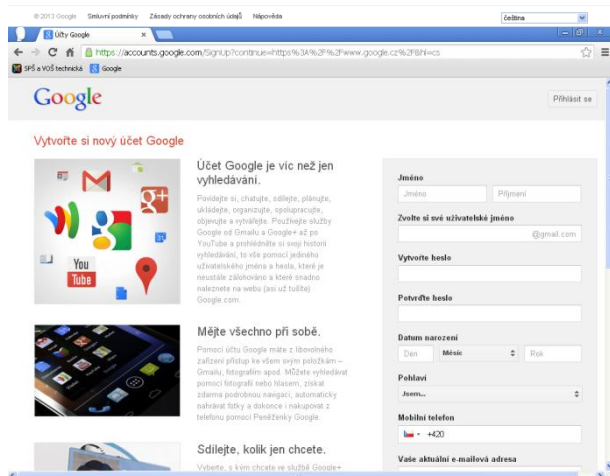 © 2013 Google Smluvní podmínky Zásady ochrany osobních údajů Nápověda čeština
Účty Google
https://accounts.google.com/SignUp?continue=https%3A%2F%2Fwww.google.cz%2F&hl=cs
SPŠ a VOŠ technická Google
Google
Přihlásit se
Vytvořte si nový účet Google
Účet Google je víc než jen
vyhledávání.
Povídejte si, chatujte, sdílejte, plánujte,
ukládejte, organizujte, spolupracujte,
objevujte a vytvářejte. Používejte služby
Google od Gmailu a Google+ až po
YouTube a prohlédněte si svoji historii
vyhledávání, to vše pomocí jediného
uživatelského jména a hesla, které je
neustále zálohováno a které snadno
naleznete na webu (asi už tušíte)
Google.com.
You
Tube
g+
31
8
Mějte všechno při sobě.
Pomocí účtu Google máte z libovolného
zařízení přístup ke všem svým položkám –
Gmailu, fotografiím apod. Můžete vyhledávat
pomocí fotografií nebo hlasem, získat
zdarma podrobnou navigaci, automaticky
nahrávat fotky a dokonce i nakupovat z
telefonu pomocí Peněženky Google.
Sdílejte, kolik jen chcete.
Vyberte, s kým chcete ve službě Google+
Jméno
Jméno Příjmení
Zvolte si své uživatelské jméno
@gmail.com
Vytvořte heslo
Potvrďte heslo
Datum narození
Den Měsíc Rok
Pohlaví
Jsem...
Mobilní telefon
+420
Vaše aktuální e-mailová adresa